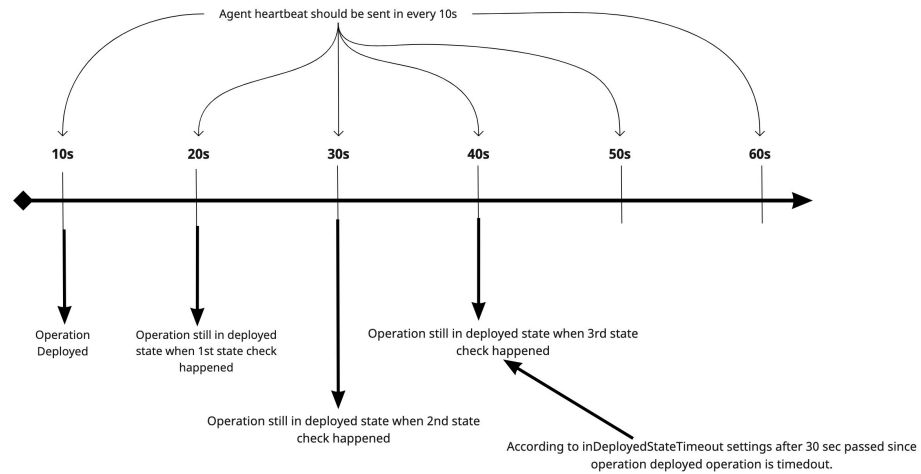 Agent heartbeat should be sent in every 10s
10s
20s
30s
40s
50s
60s
Operation
Deployed
Operation still in deployed
state when 1st state check
happened
Operation still in deployed state when 3rd state
check happened
Operation still in deployed state when 2nd state
check happened
According to inDeployedStateTimeout settings after 30 sec passed since
operation deployed operation is timedout.